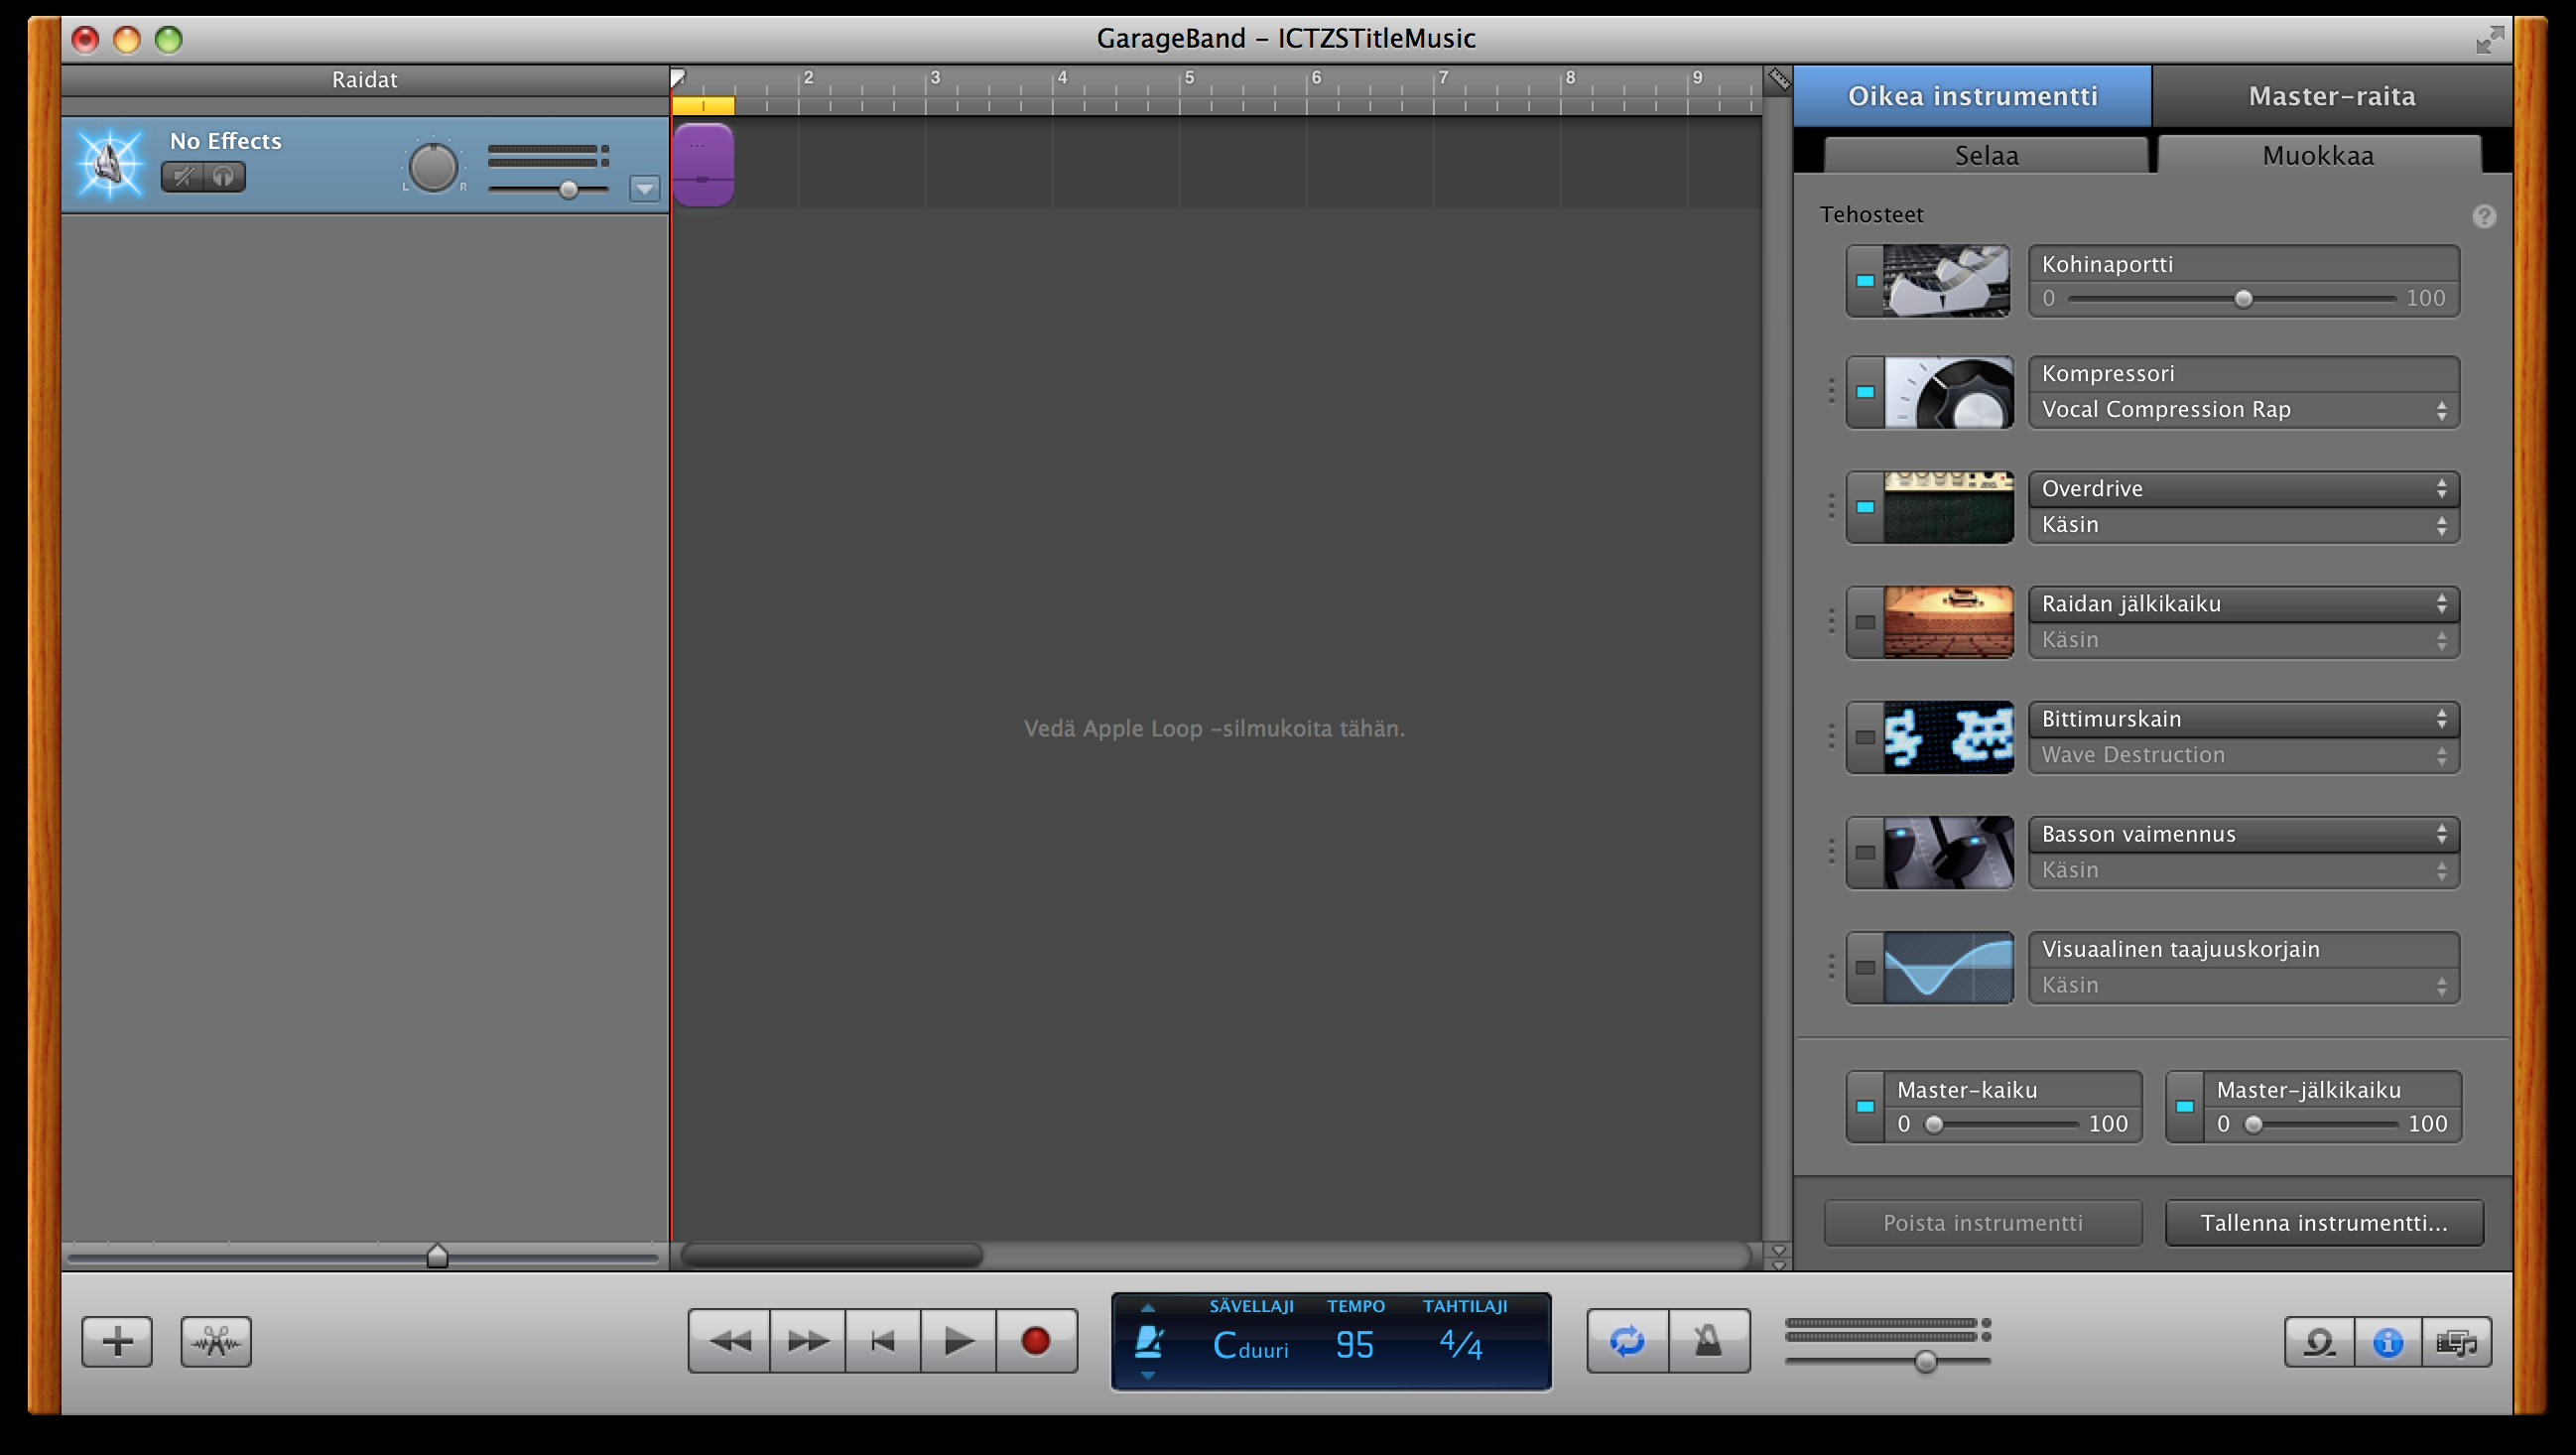 GarageBand – ICTZSTitleMusic
Raidat
2 3 4 5 6 7 8 9
Oikea instrumentti
Master-raita
No Effects
L R
Selaa
Muokkaa
Tehosteet
?
Kohinaportti
0 100
Kompressori
Vocal Compression Rap
Overdrive
Käsin
Raidan jälkikaiku
Käsin
Vedä Apple Loop -silmukoita tähän.
Bittimurskain
Wave Destruction
Basson vaimennus
Käsin
Visuaalinen taajuuskorjain
Käsin
Master-kaiku
0 100
Master-jälkikaiku
0 100
Poista instrumentti
Tallenna instrumentti...
SÄVELLAJI TEMPO TAHTILAJI
C duuri 95 4/4